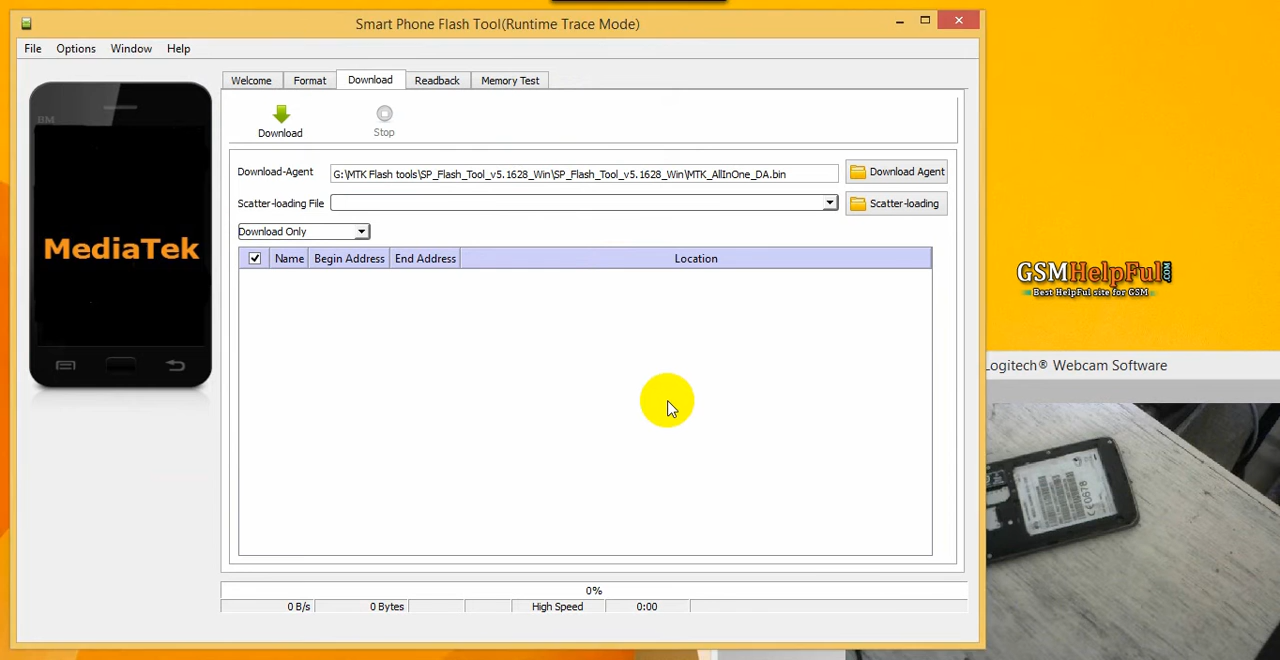 Smart Phone Flash Tool(Runtime Trace Mode)
File Options Window Help
Welcome Format Download Readback Memory Test
BM
Download Stop
Download-Agent G:\MTK Flash tools\SP_Flash_Tool_v5.1628_Win\SP_Flash_Tool_v5.1628_Win\MTK_AllInOne_DA.bin Download Agent
Scatter-loading File Scatter-loading
Download Only
Name Begin Address End Address Location
MediaTek
0%
0 B/s 0 Bytes High Speed 0:00
GSMHelpFul.COM
Best HelpFul site for GSM
Logitech® Webcam Software